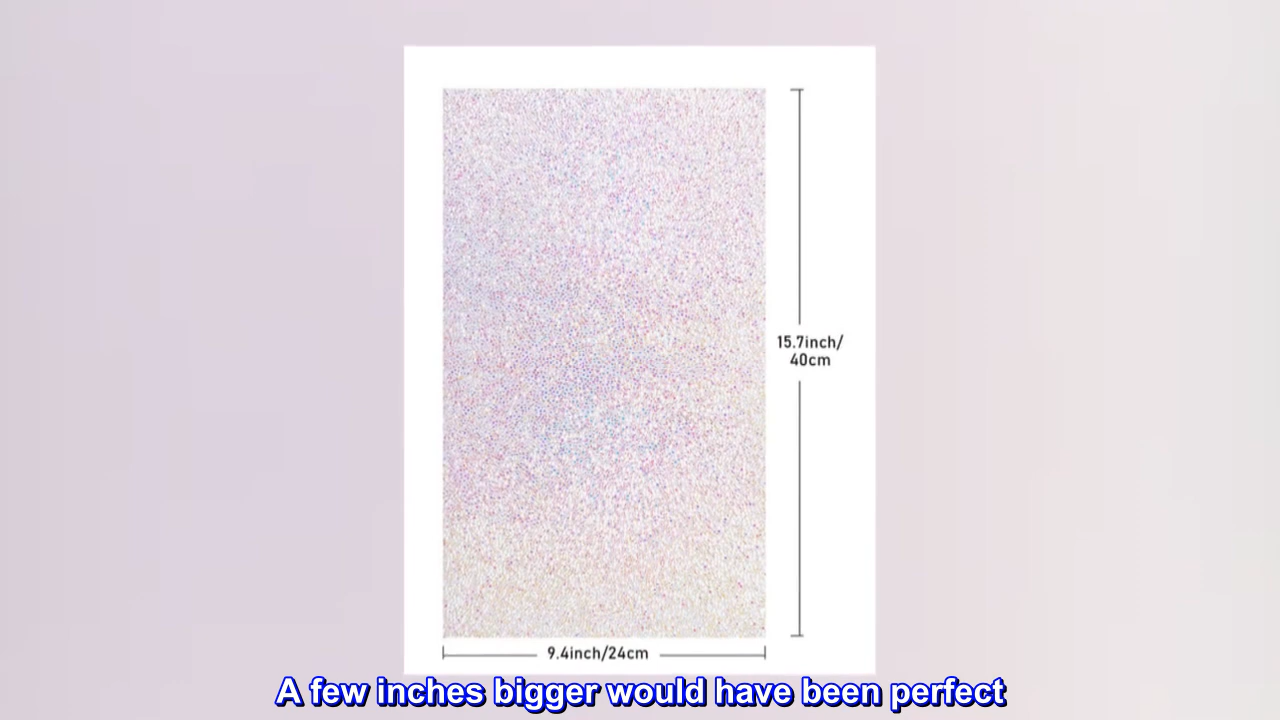 15.7inch/
40cm
9.4inch/24cm
A few inches bigger would have been perfect